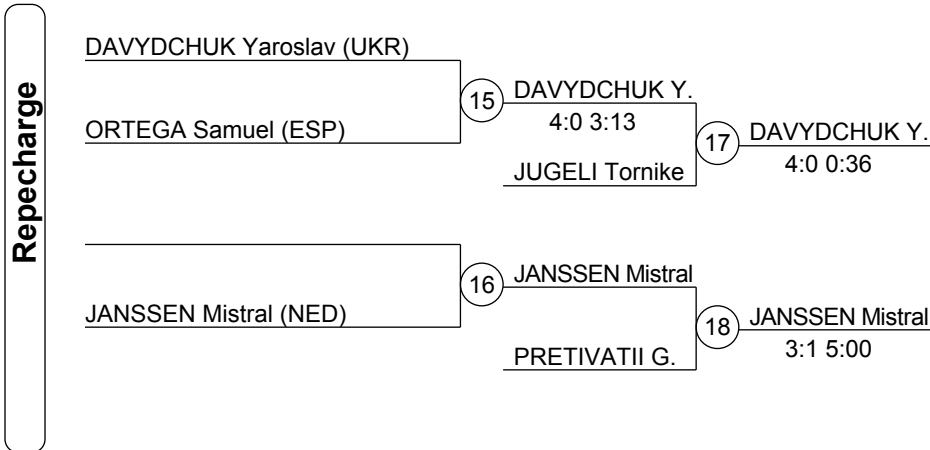 Repechage
DAVYDCHUK Yaroslav (UKR)
ORTEGA Samuel (ESP)
15
DAVYDCHUK Y.
4:0 3:13
JUGELI Tornike
17
DAVYDCHUK Y.
4:0 0:36
JANSSEN Mistral (NED)
16
JANSSEN Mistral
PRETIVATII G.
18
JANSSEN Mistral
3:1 5:00